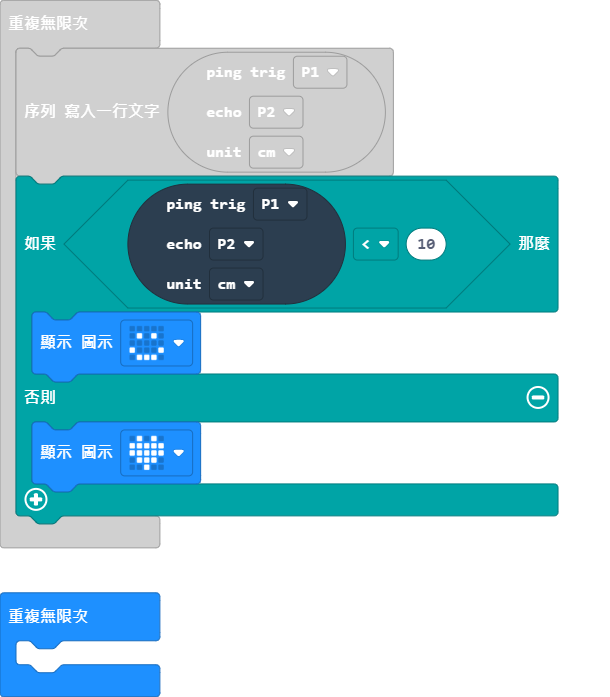 重複無限次
ping trig P1
序列 寫入一行文字 echo P2
unit cm
ping trig P1
如果 echo P2 < 10 那麼
unit cm
顯示 圖示
否則
顯示 圖示
重複無限次